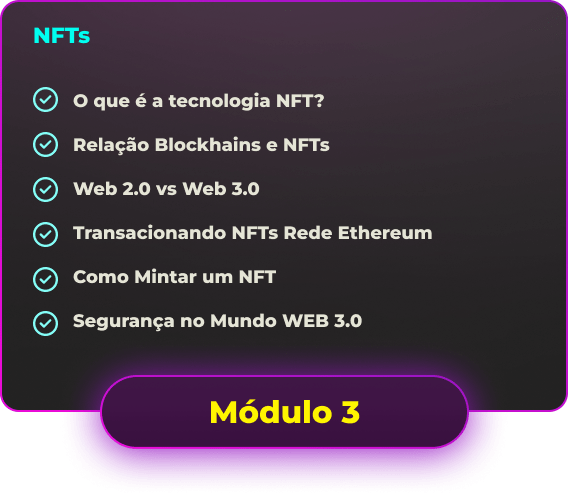 NFTs
O que é a tecnologia NFT?
Relação Blockhains e NFTs
Web 2.0 vs Web 3.0
Transacionando NFTs Rede Ethereum
Como Mintar um NFT
Segurança no Mundo WEB 3.0
Módulo 3